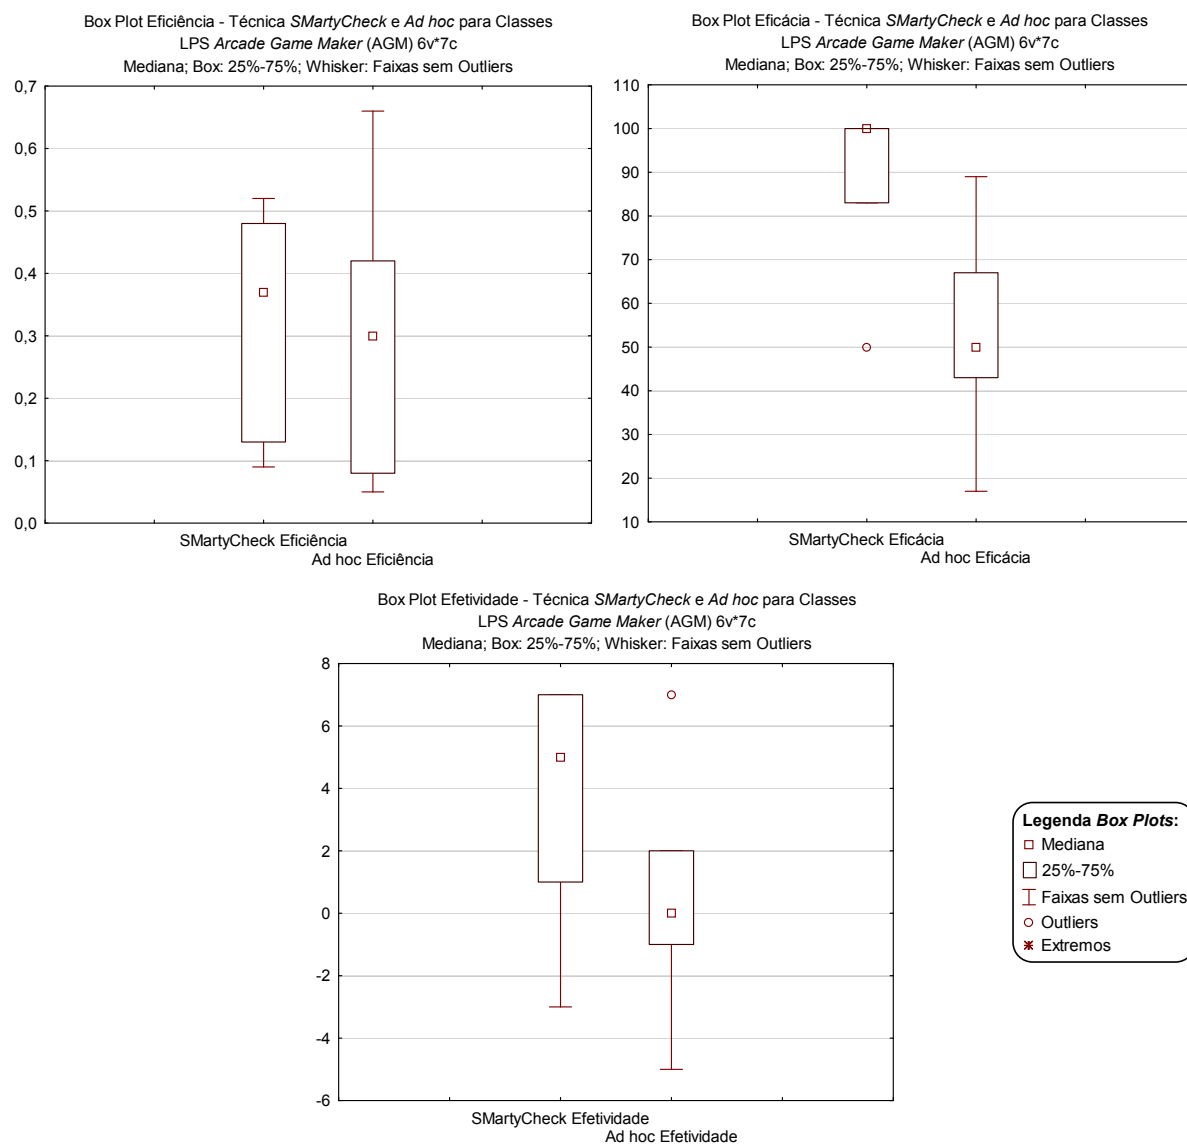 Box Plot Eficiência - Técnica SMartyCheck e Ad hoc para Classes
LPS Arcade Game Maker (AGM) 6v*7c
Mediana; Box: 25%-75%; Whisker: Faixas sem Outliers
0,7
0,6
0,5
0,4
0,3
0,2
0,1
0,0
SMartyCheck Eficiência
Ad hoc Eficiência
Box Plot Eficácia - Técnica SMartyCheck e Ad hoc para Classes
LPS Arcade Game Maker (AGM) 6v*7c
Mediana; Box: 25%-75%; Whisker: Faixas sem Outliers
110
100
90
80
70
60
50
40
30
20
10
SMartyCheck Eficácia
Ad hoc Eficácia
Box Plot Efetividade - Técnica SMartyCheck e Ad hoc para Classes
LPS Arcade Game Maker (AGM) 6v*7c
Mediana; Box: 25%-75%; Whisker: Faixas sem Outliers
8
6
4
2
0
-2
-4
-6
SMartyCheck Efetividade
Ad hoc Efetividade
Legenda Box Plots:
Mediana
25%-75%
Faixas sem Outliers
Outliers
Extremos